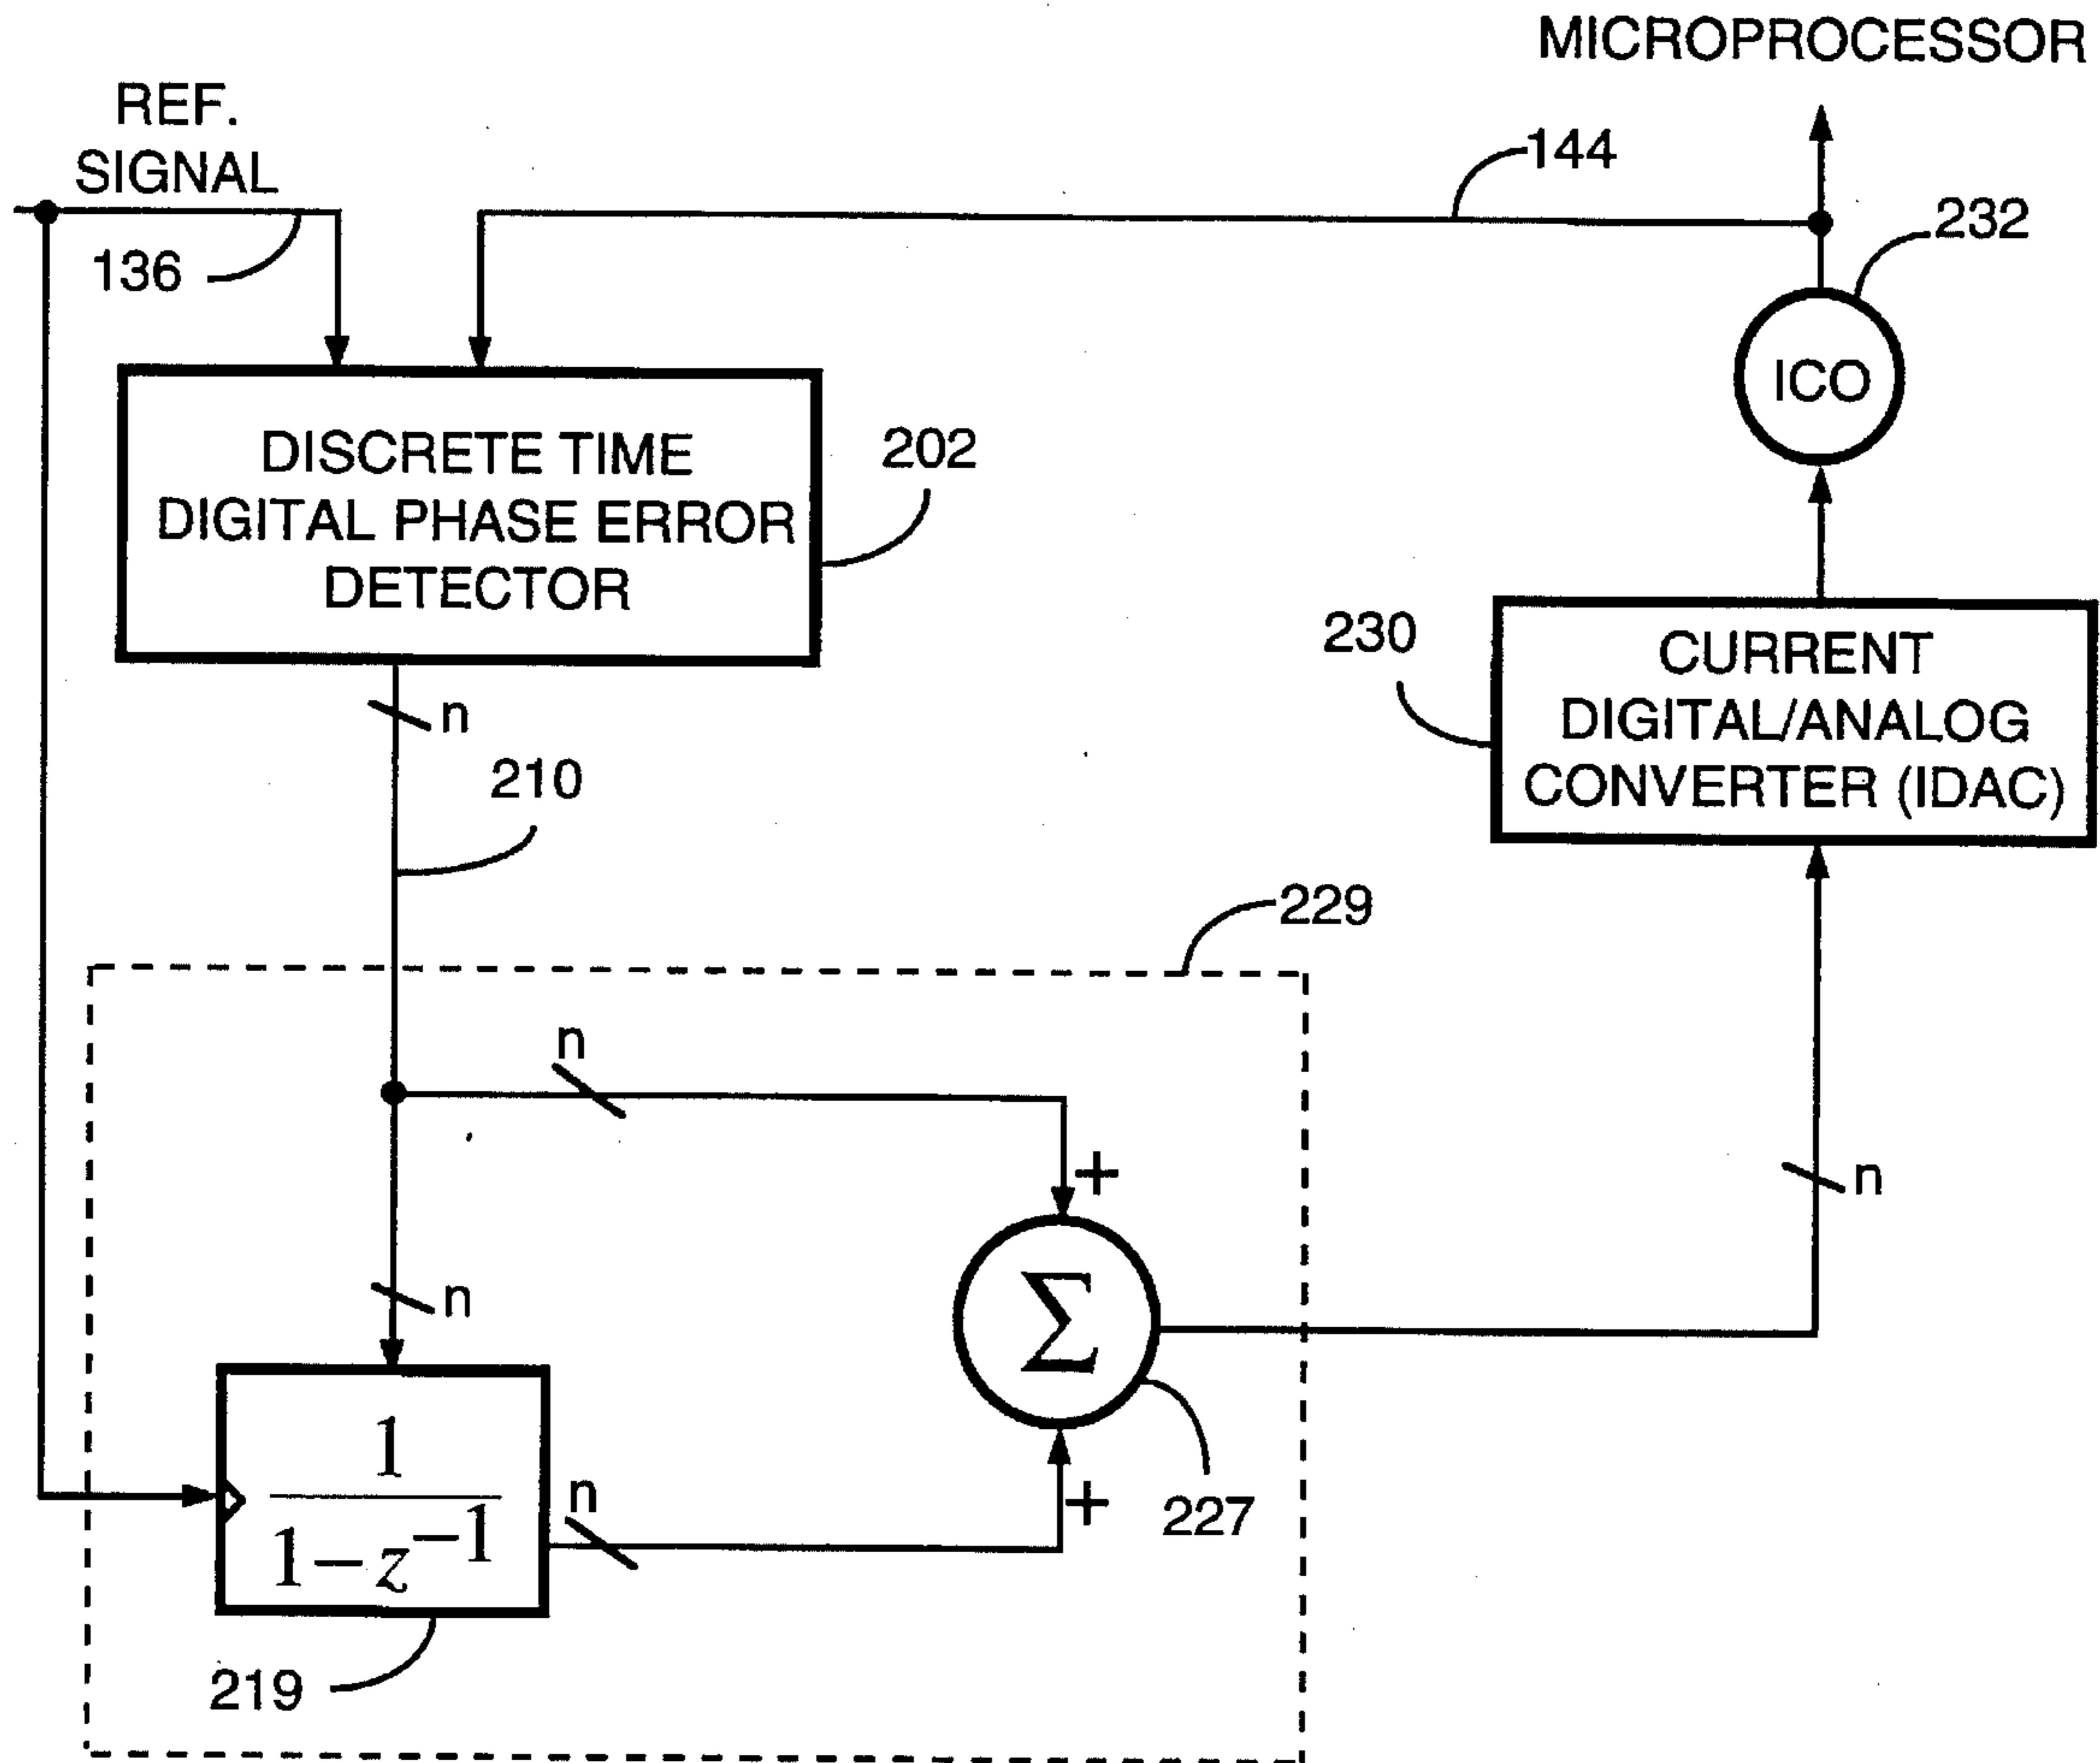 MICROPROCESSOR
REF.
SIGNAL
144
232
136
ICO
DISCRETE TIME
DIGITAL PHASE ERROR
DETECTOR
202
230
CURRENT
DIGITAL/ANALOG
CONVERTER (IDAC)
n
210
229
n
+
n
n
Σ
1
1-z^-1
n
+
227
219